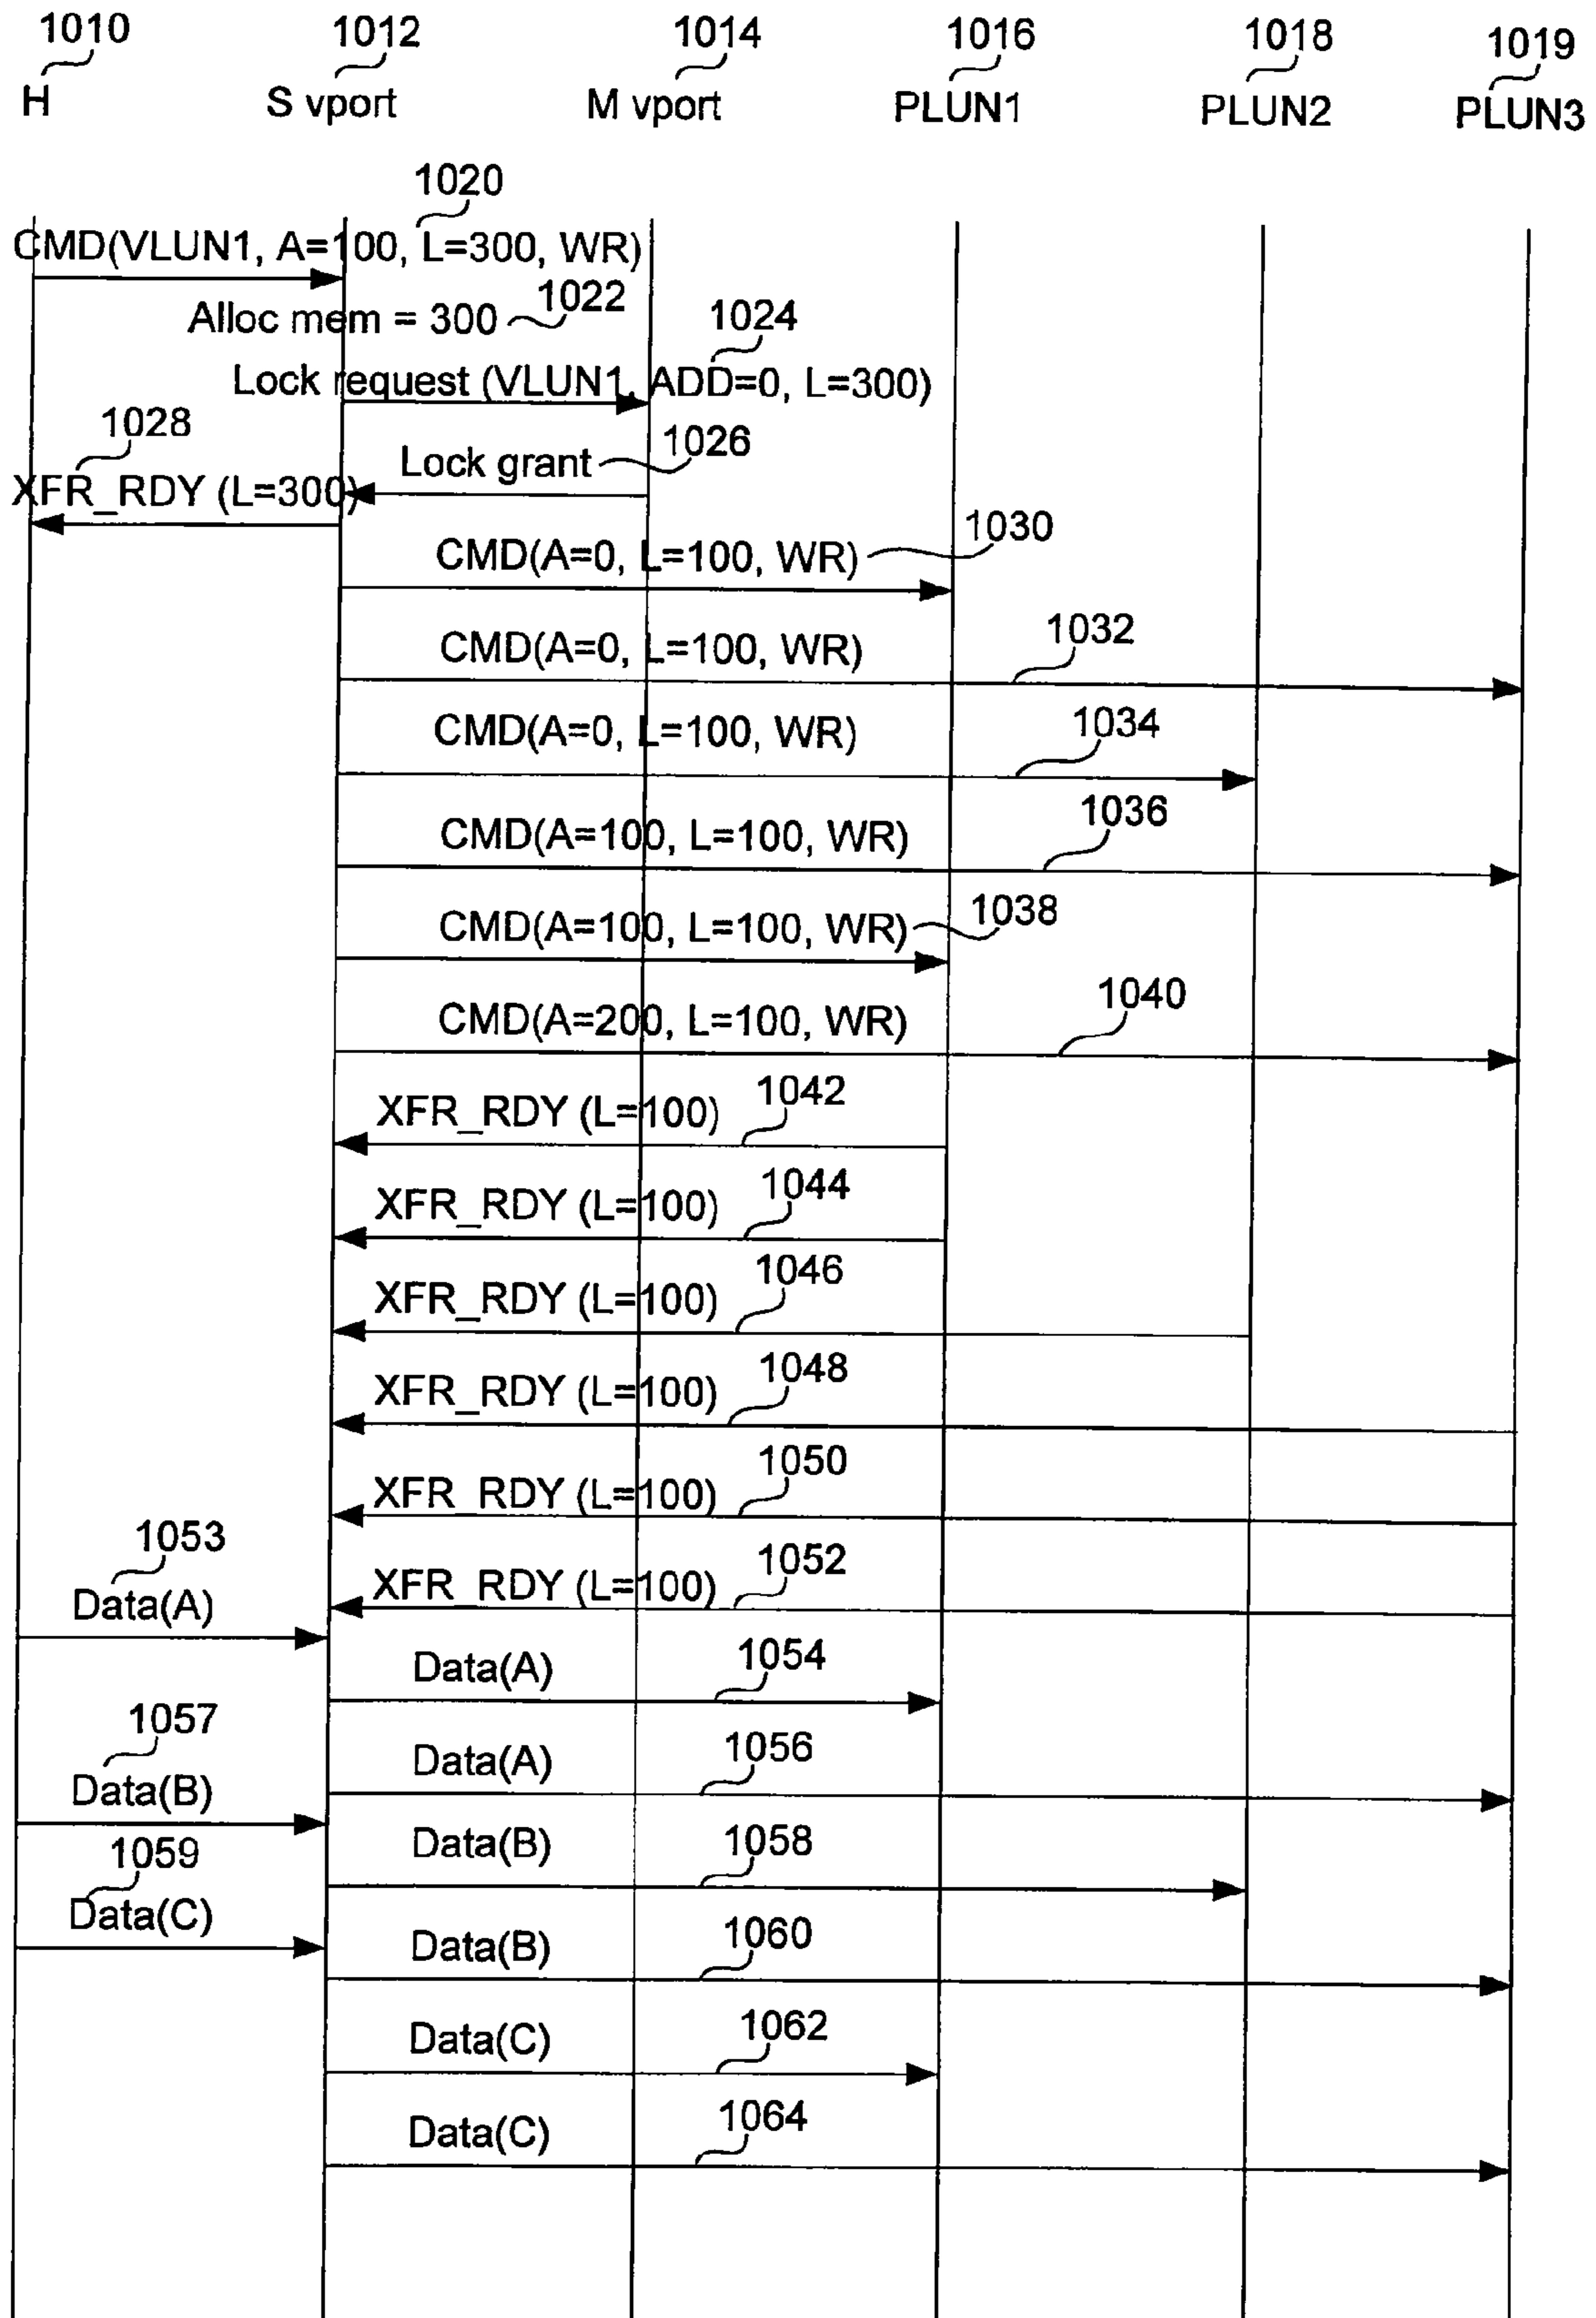 1010 1012 1014 1016 1018 1019
H S vport M vport PLUN1 PLUN2 PLUN3
1020
CMD(VLUN1, A=100, L=300, WR)
Alloc mem = 300 1022
1024
Lock request (VLUN1, ADD=0, L=300)
1028
Lock grant 1026
XFR_RDY (L=300)
CMD(A=0, L=100, WR) 1030
CMD(A=0, L=100, WR) 1032
CMD(A=0, L=100, WR) 1034
CMD(A=100, L=100, WR) 1036
CMD(A=100, L=100, WR) 1038
CMD(A=200, L=100, WR) 1040
XFR_RDY (L=100) 1042
XFR_RDY (L=100) 1044
XFR_RDY (L=100) 1046
XFR_RDY (L=100) 1048
XFR_RDY (L=100) 1050
1053
XFR_RDY (L=100) 1052
Data(A)
Data(A) 1054
1057
Data(A) 1056
Data(B)
Data(B) 1058
1059
Data(C)
Data(B) 1060
Data(C) 1062
Data(C) 1064